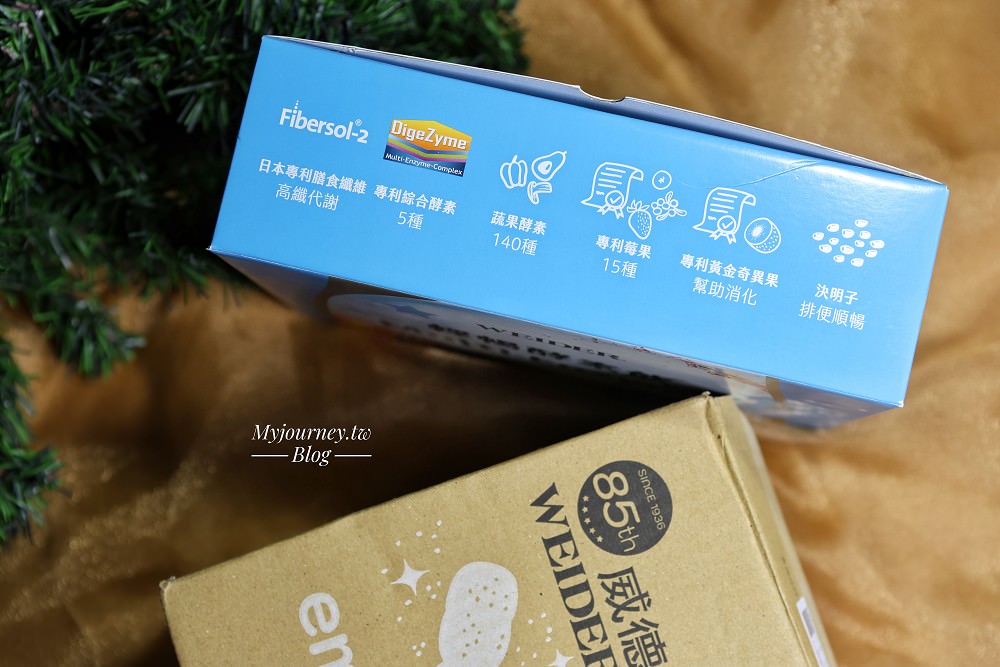 Fibersol®-2
日本專利膳食纖維
高纖代謝
DigeZyme
Multi-Enzyme-Complex
專利綜合酵素
5種
蔬果酵素
140種
專利莓果
15種
專利黃金奇異果
幫助消化
決明子
排便順暢
Myjourney.tw
Blog
SINCE 1936
85th
威德
WEIDER
en